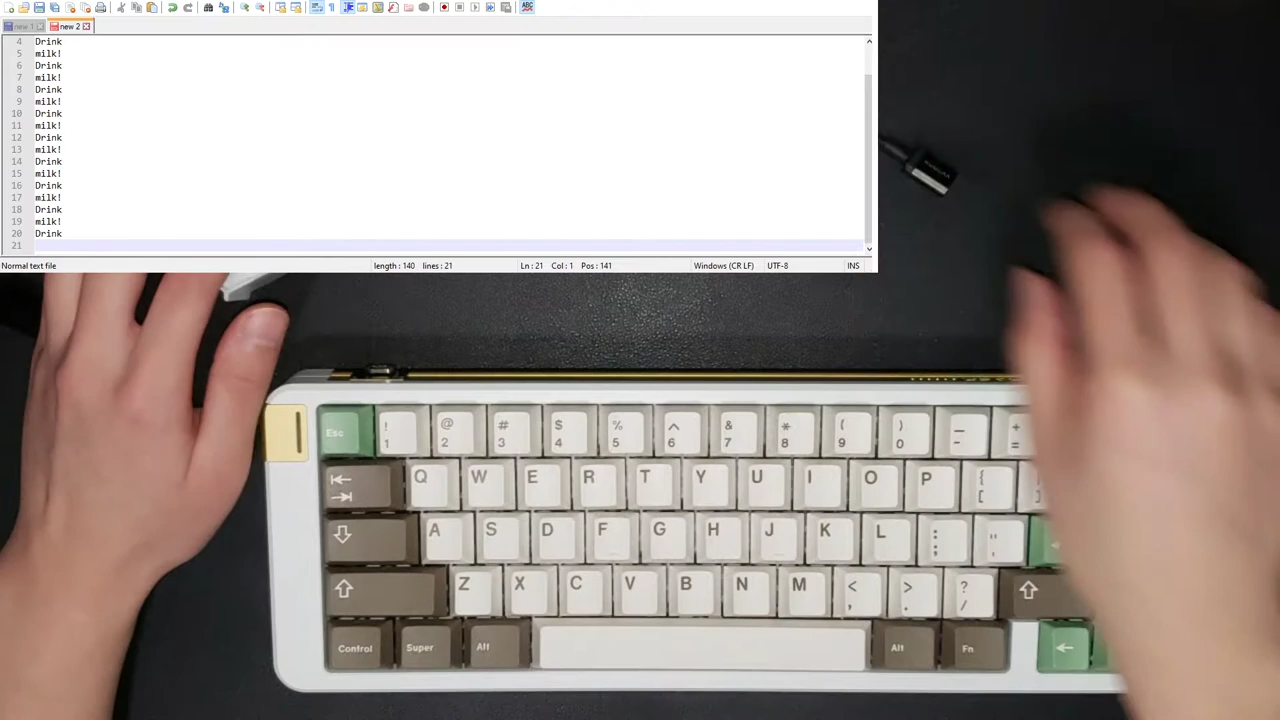 new 1
new 2
4 Drink
5 milk!
6 Drink
7 milk!
8 Drink
9 milk!
10 Drink
11 milk!
12 Drink
13 milk!
14 Drink
15 milk!
16 Drink
17 milk!
18 Drink
19 milk!
20 Drink
21
Normal text file length : 140 lines : 21 Ln : 21 Col : 1 Pos : 141 Windows (CR LF) UTF-8 INS
Esc ! 1 @ 2 # 3 $ 4 % 5 ^ 6 & 7 * 8 ( 9 ) 0 — - + =
Q W E R T Y U I O P { [
A S D F G H J K L : ; " '
Z X C V B N M < , > . ? /
Control Super Alt Alt Fn